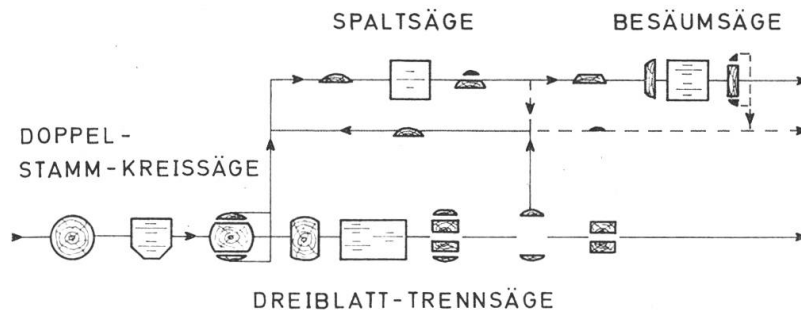 SPALTSÄGE
BESÄUMSÄGE
DOPPEL-
STAMM-KREISSÄGE
DREIBLATT-TRENNSÄGE